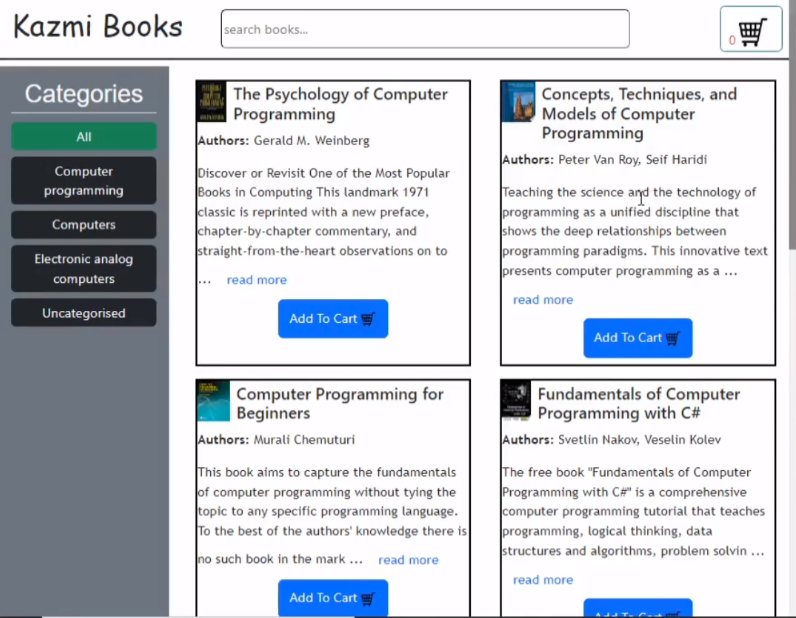 Kazmi Books
search books...
0
Categories
All
Computer
programming
Computers
Electronic analog
computers
Uncategorised
The Psychology of Computer
Programming
Authors: Gerald M. Weinberg
Discover or Revisit One of the Most Popular
Books in Computing This landmark 1971
classic is reprinted with a new preface,
chapter-by-chapter commentary, and
straight-from-the-heart observations on to
... read more
Add To Cart
Concepts, Techniques, and
Models of Computer
Programming
Authors: Peter Van Roy, Seif Haridi
Teaching the science and the technology of
programming as a unified discipline that
shows the deep relationships between
programming paradigms. This innovative text
presents computer programming as a ...
read more
Add To Cart
Computer Programming for
Beginners
Authors: Murali Chemuturi
This book aims to capture the fundamentals
of computer programming without tying the
topic to any specific programming language.
To the best of the authors' knowledge there is
no such book in the mark ... read more
Add To Cart
Fundamentals of Computer
Programming with C#
Authors: Svetlin Nakov, Veselin Kolev
The free book "Fundamentals of Computer
Programming with C#" is a comprehensive
computer programming tutorial that teaches
programming, logical thinking, data
structures and algorithms, problem solvin ...
read more
Add To Cart